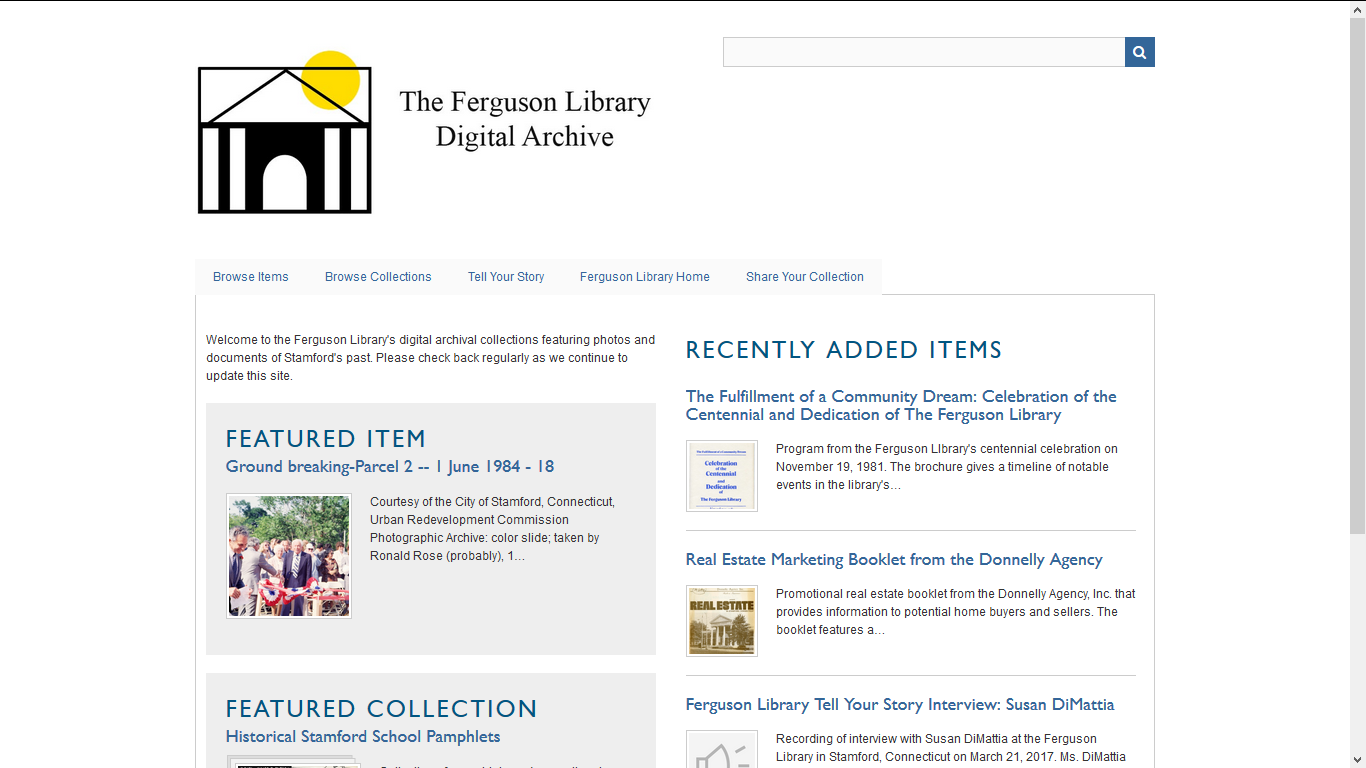 The Ferguson Library
Digital Archive
Browse Items
Browse Collections
Tell Your Story
Ferguson Library Home
Share Your Collection
Welcome to the Ferguson Library's digital archival collections featuring photos and
documents of Stamford's past. Please check back regularly as we continue to
update this site.
FEATURED ITEM
Ground breaking-Parcel 2 -- 1 June 1984 - 18
Courtesy of the City of Stamford, Connecticut,
Urban Redevelopment Commission
Photographic Archive: color slide; taken by
Ronald Rose (probably), 1…
FEATURED COLLECTION
Historical Stamford School Pamphlets
RECENTLY ADDED ITEMS
The Fulfillment of a Community Dream: Celebration of the
Centennial and Dedication of The Ferguson Library
Celebration
of the
Centennial
and
Dedication
of
The Ferguson Library
Program from the Ferguson LIbrary's centennial celebration on
November 19, 1981. The brochure gives a timeline of notable
events in the library's…
Real Estate Marketing Booklet from the Donnelly Agency
REAL ESTATE
Promotional real estate booklet from the Donnelly Agency, Inc. that
provides information to potential home buyers and sellers. The
booklet features a…
Ferguson Library Tell Your Story Interview: Susan DiMattia
Recording of interview with Susan DiMattia at the Ferguson
Library in Stamford, Connecticut on March 21, 2017. Ms. DiMattia